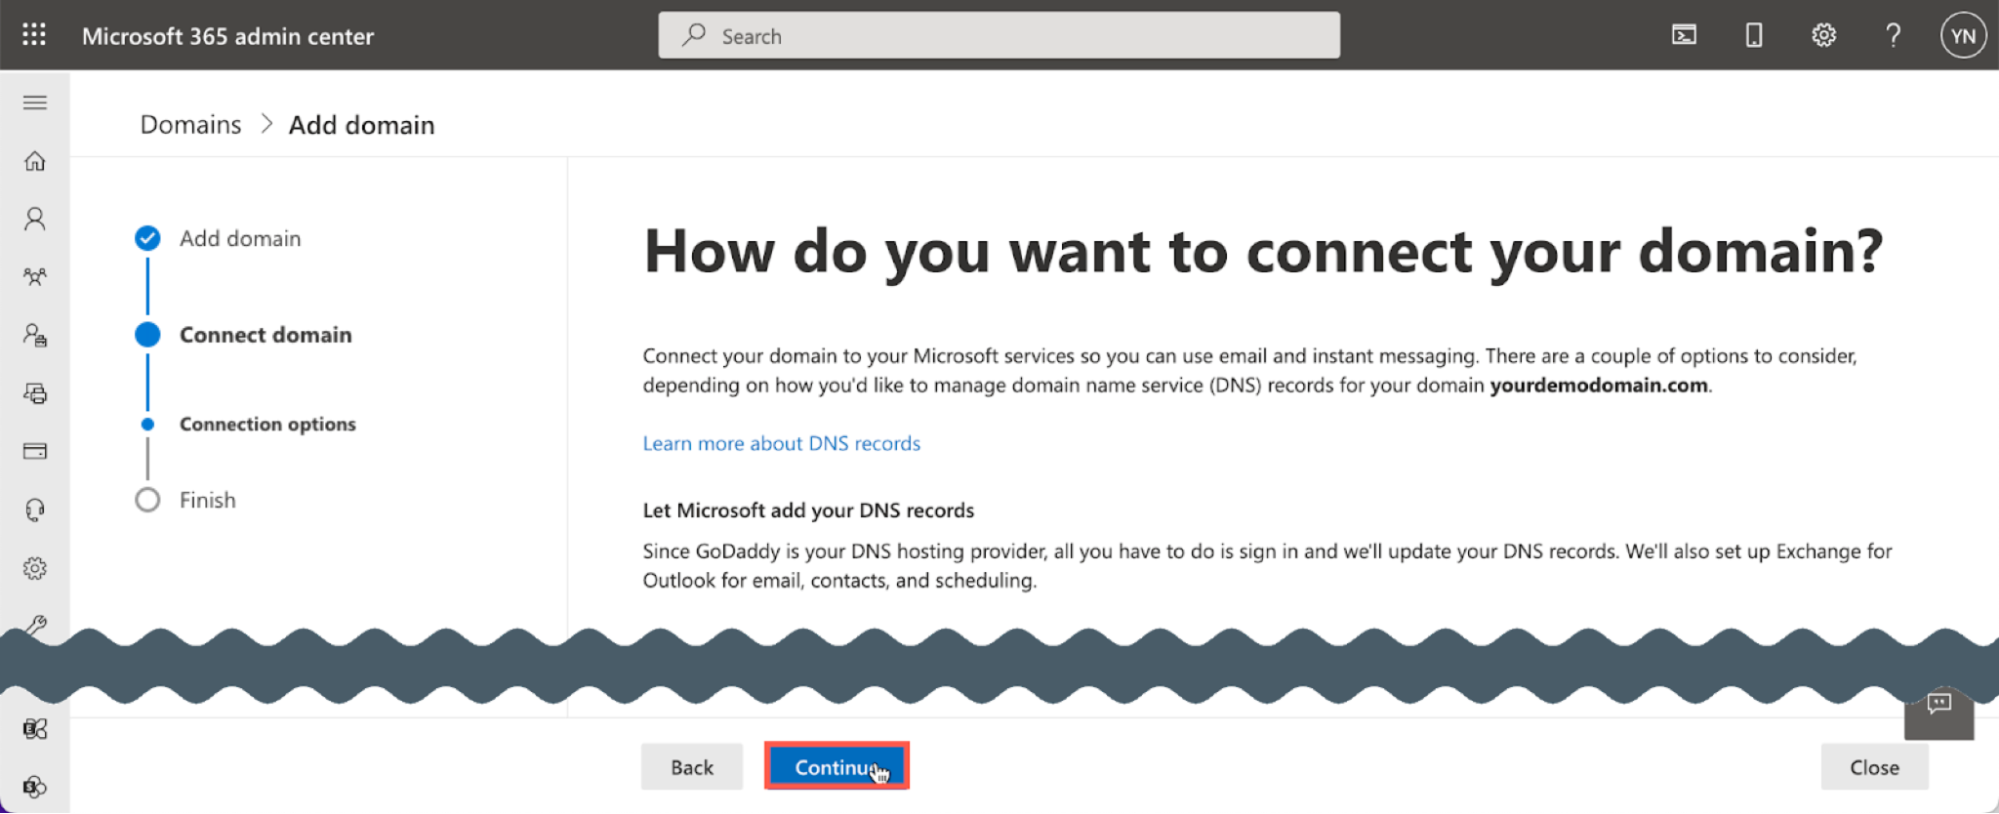 Microsoft 365 admin center
Search
YN
Domains > Add domain
Add domain
Connect domain
Connection options
Finish
How do you want to connect your domain?
Connect your domain to your Microsoft services so you can use email and instant messaging. There are a couple of options to consider,
depending on how you'd like to manage domain name service (DNS) records for your domain yourdemodomain.com.
Learn more about DNS records
Let Microsoft add your DNS records
Since GoDaddy is your DNS hosting provider, all you have to do is sign in and we'll update your DNS records. We'll also set up Exchange for
Outlook for email, contacts, and scheduling.
Back
Continue
Close